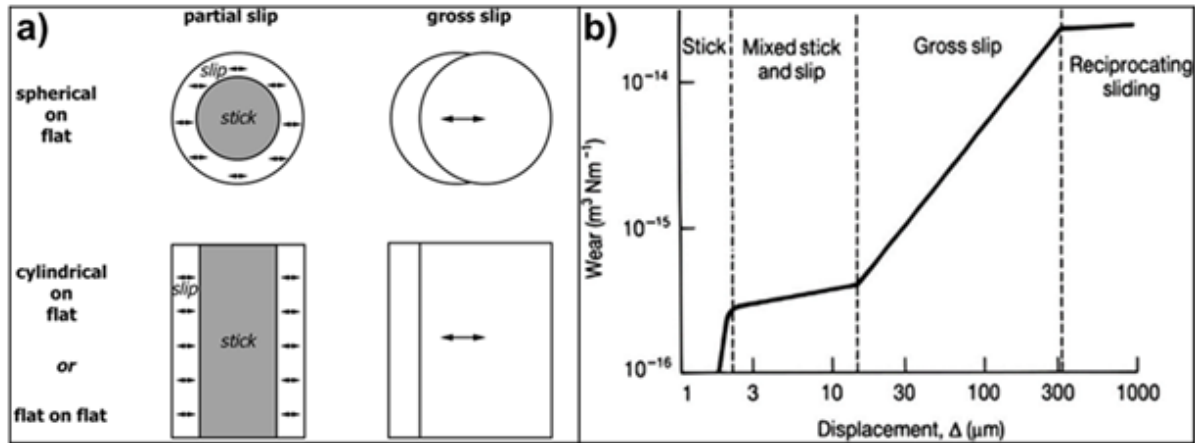 a)
partial slip
gross slip
spherical
on
flat
slip
stick
cylindrical
on
flat
or
flat on flat
slip
stick
b)
Stick
Mixed stick
and slip
Gross slip
Reciprocating
sliding
Wear (m³ Nm⁻¹)
10⁻¹⁴
10⁻¹⁵
10⁻¹⁶
1 3 10 30 100 300 1000
Displacement, Δ (μm)